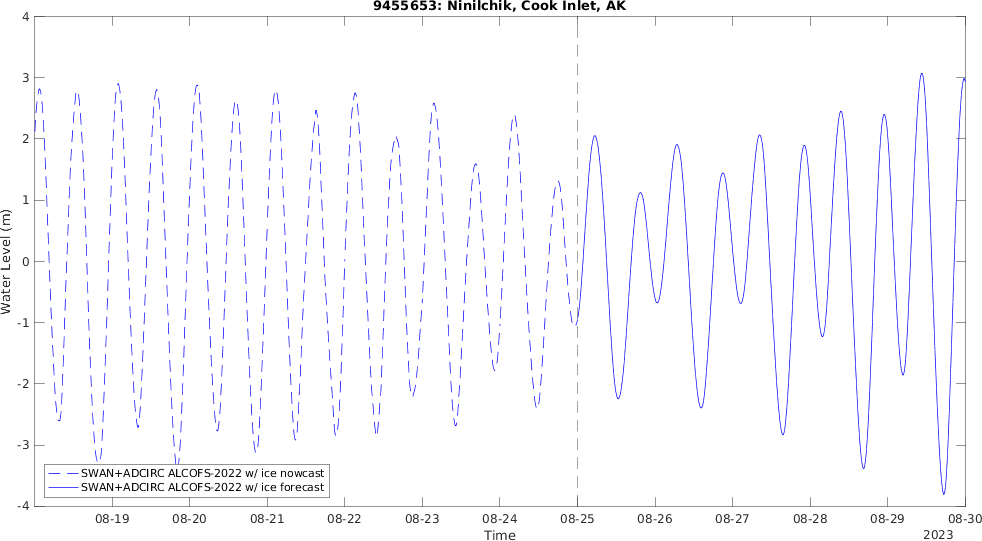 9455653: Ninilchik, Cook Inlet, AK
4
3
2
1
0
-1
-2
-3
-4
Water Level (m)
SWAN+ADCIRC ALCOFS-2022 w/ ice nowcast
SWAN+ADCIRC ALCOFS-2022 w/ ice forecast
08-19 08-20 08-21 08-22 08-23 08-24 08-25 08-26 08-27 08-28 08-29 08-30
Time
2023